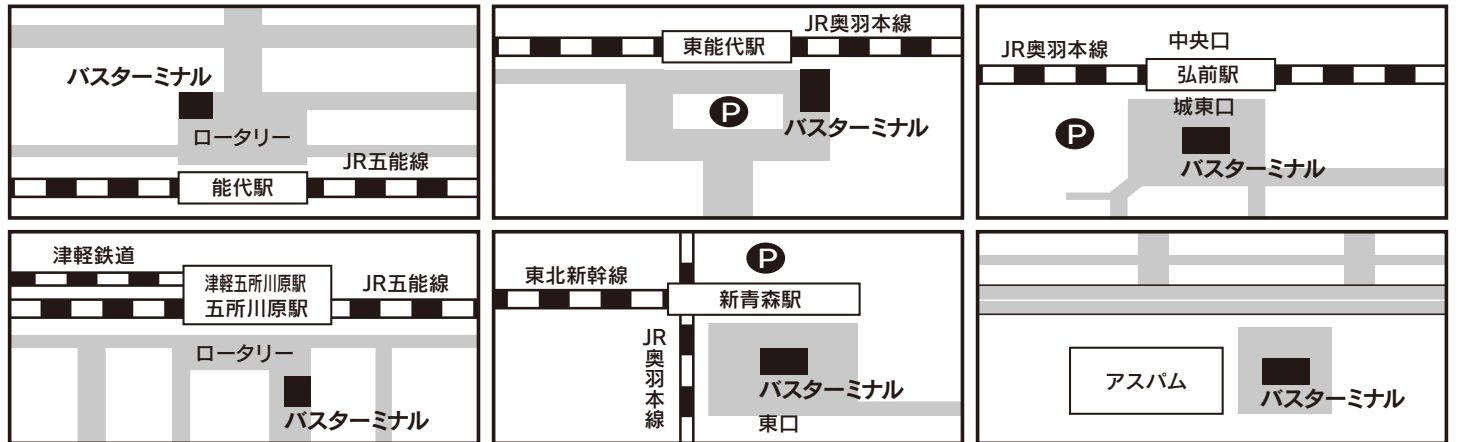 バスターミナル
ロータリー
JR五能線
能代駅
JR奥羽本線
東能代駅
P
バスターミナル
中央口
JR奥羽本線
弘前駅
城東口
P
バスターミナル
津軽鉄道
津軽五所川原駅
JR五能線
五所川原駅
ロータリー
バスターミナル
P
東北新幹線
新青森駅
JR奥羽本線
バスターミナル
東口
アスパム
バスターミナル